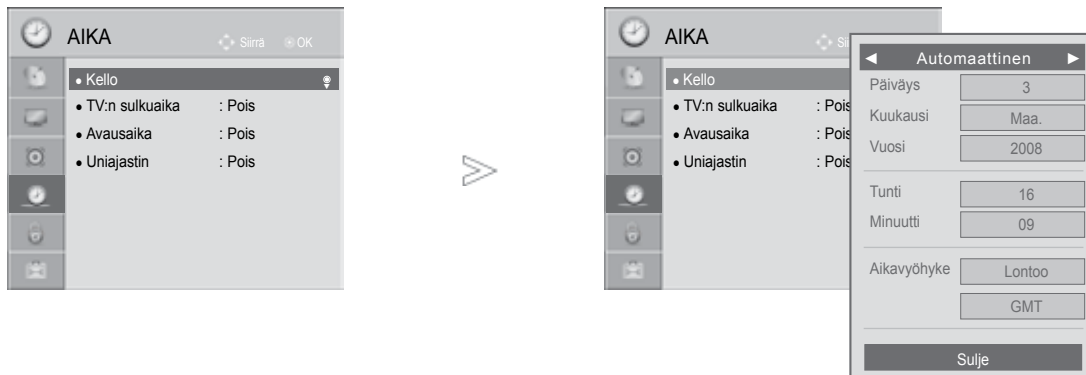 AIKA Siirrä OK
• Kello
• TV:n sulkuaika : Pois
• Avausaika : Pois
• Uniajastin : Pois
AIKA
• Kello
• TV:n sulkuaika : Pois
• Avausaika : Pois
• Uniajastin : Pois
◄ Automaattinen ►
Päiväys 3
Kuukausi Maa.
Vuosi 2008
Tunti 16
Minuutti 09
Aikavyöhyke Lontoo
GMT
Sulje